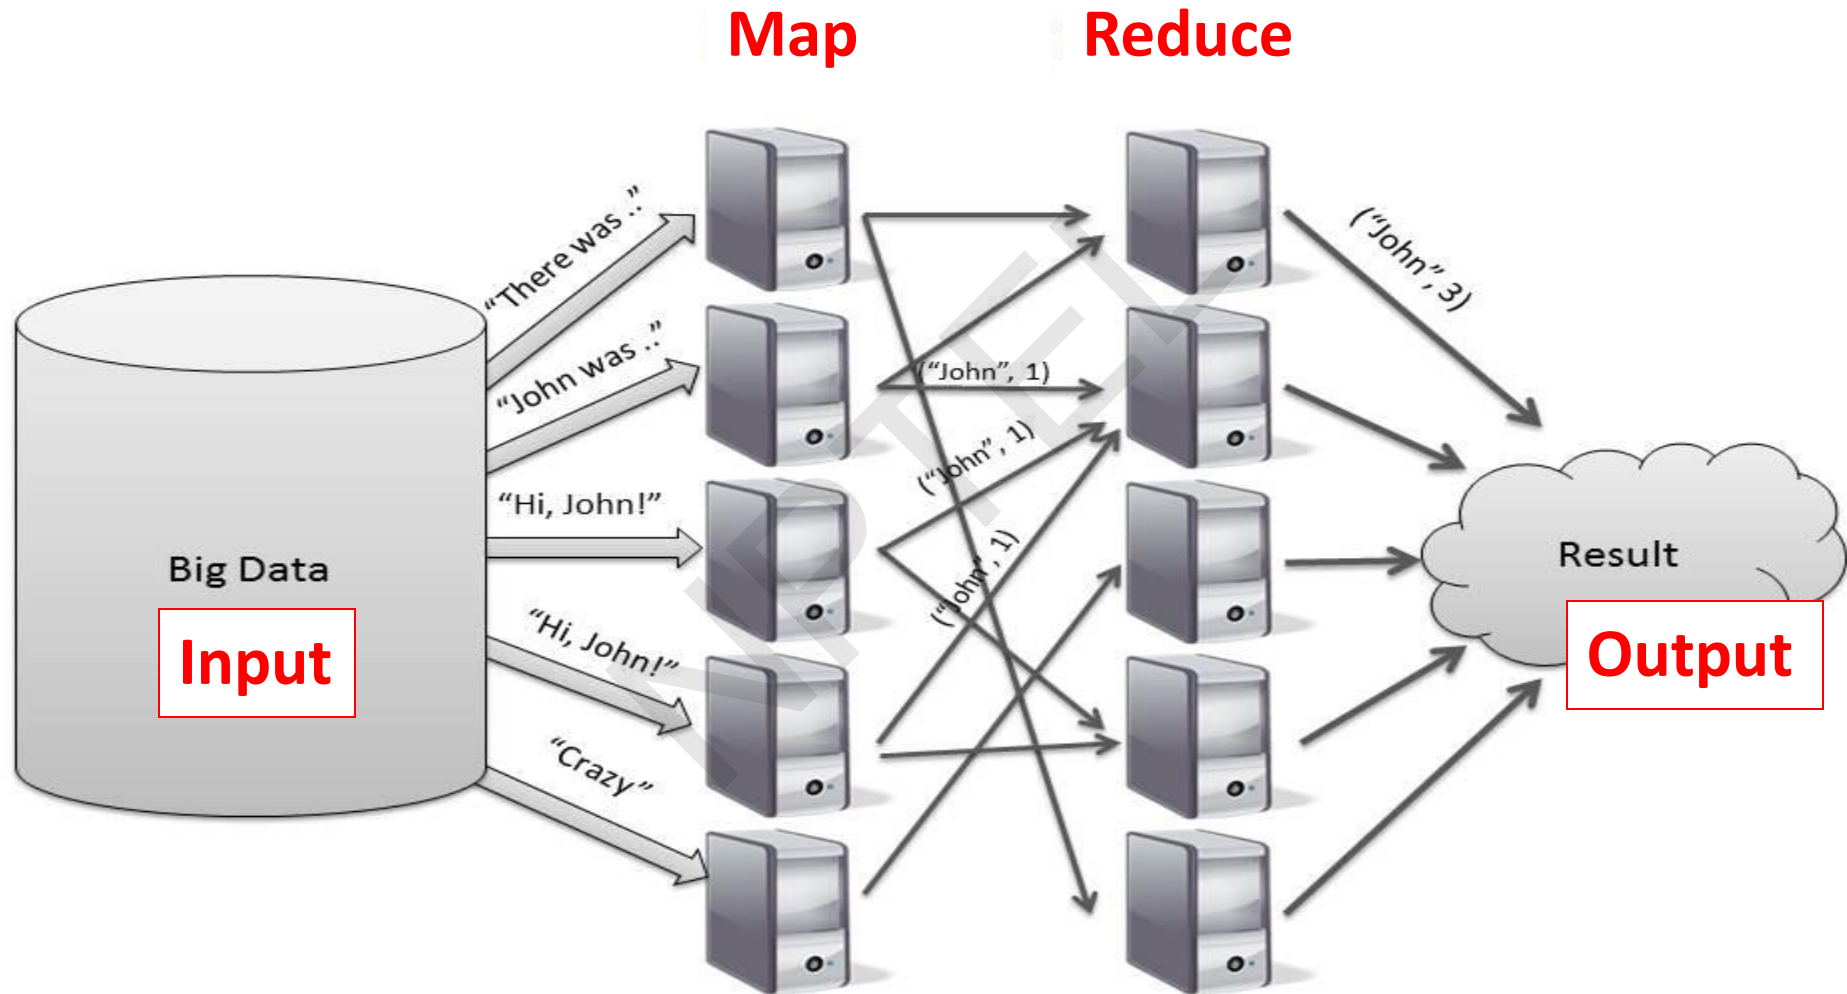 Map
Reduce
“There was ..”
“John was ..”
“Hi, John!”
“Hi, John!”
“Crazy”
(“John”, 1)
(“John”, 1)
(“John”, 1)
(“John”, 3)
Big Data
Input
Result
Output
NPTEL